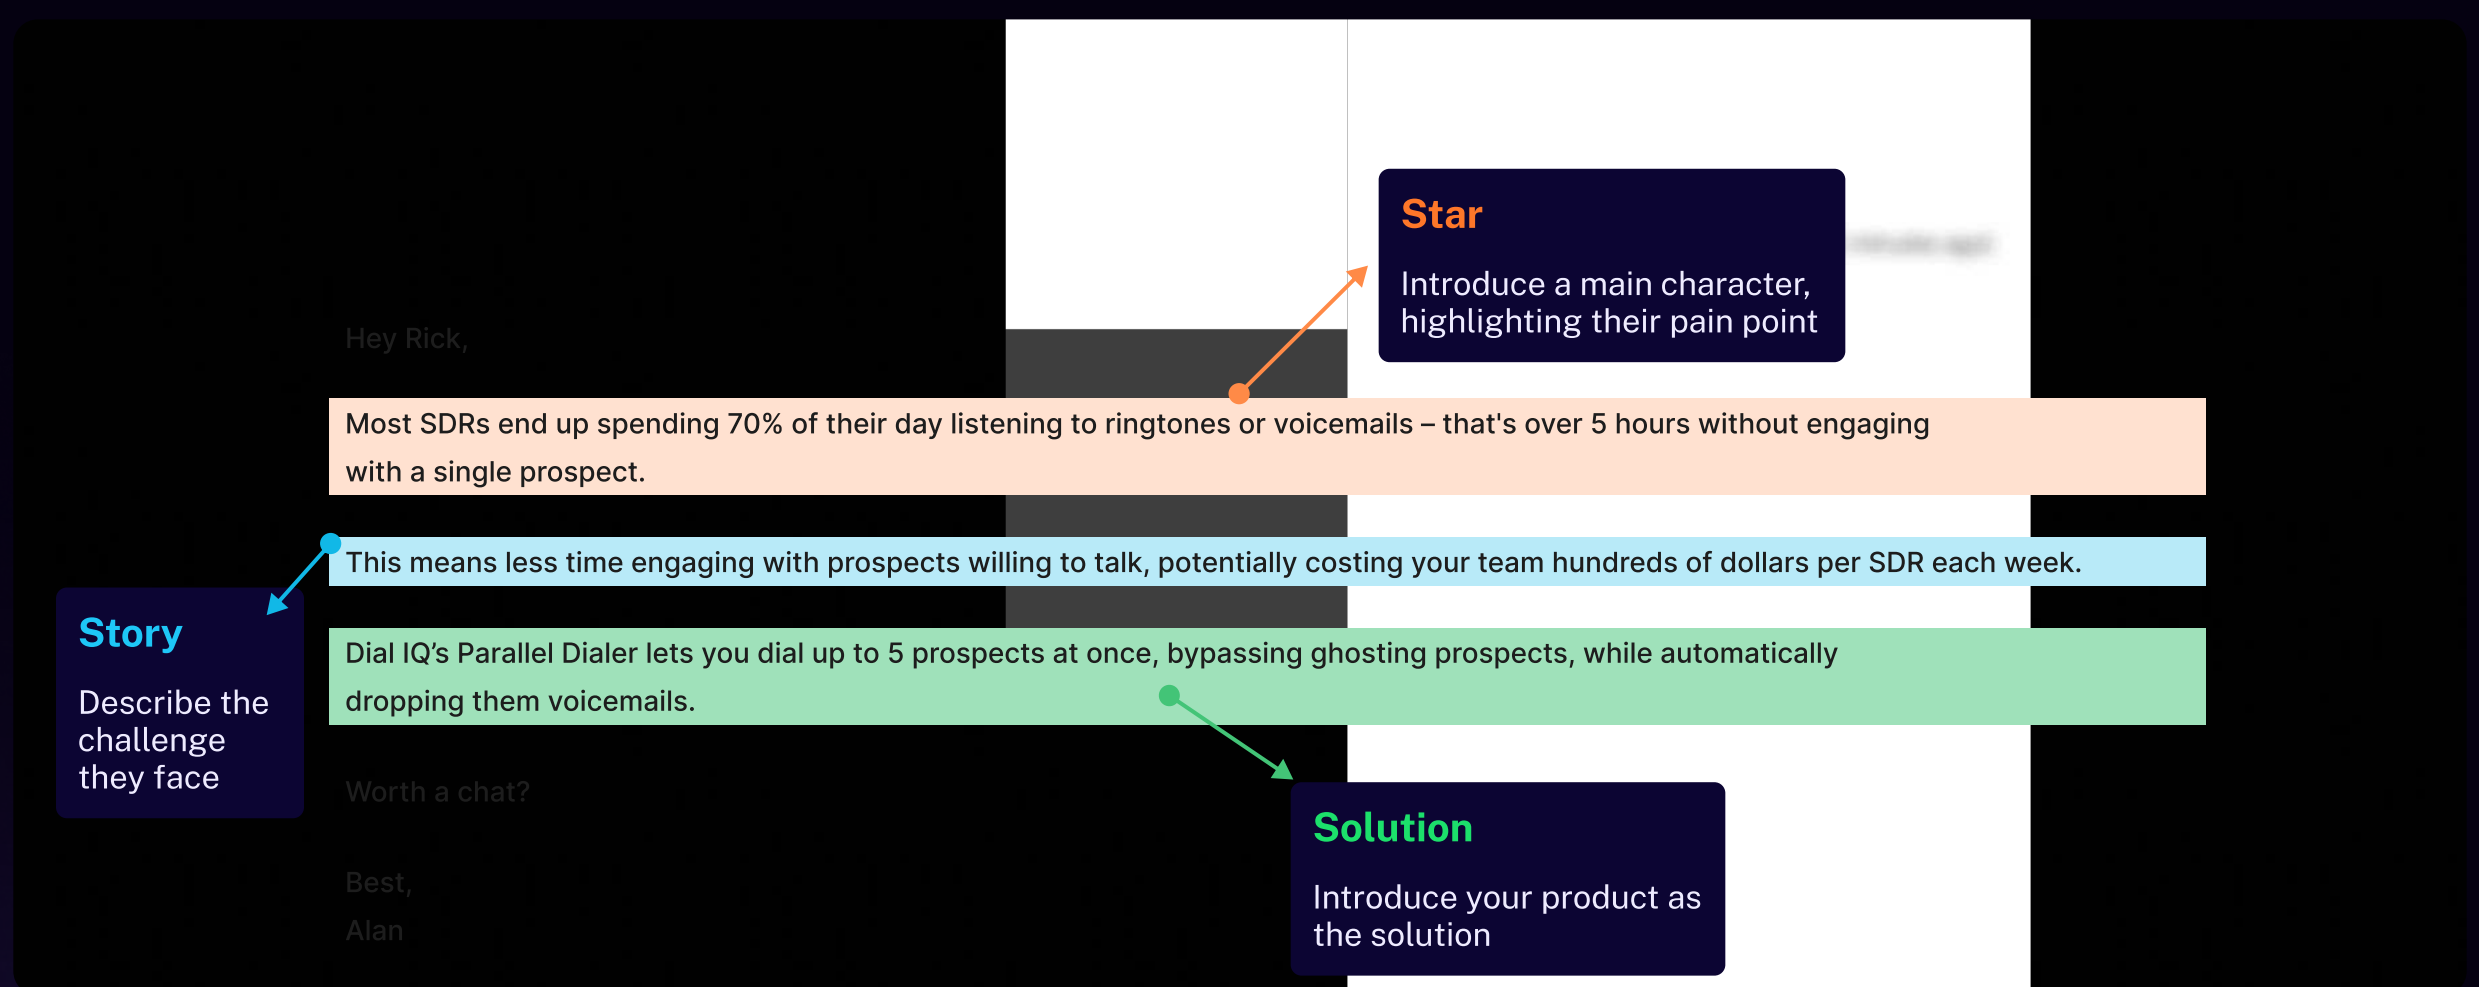 Star
Introduce a main character,
highlighting their pain point
Hey Rick,
Most SDRs end up spending 70% of their day listening to ringtones or voicemails – that's over 5 hours without engaging
with a single prospect.
This means less time engaging with prospects willing to talk, potentially costing your team hundreds of dollars per SDR each week.
Story
Describe the
challenge
they face
Dial IQ’s Parallel Dialer lets you dial up to 5 prospects at once, bypassing ghosting prospects, while automatically
dropping them voicemails.
Worth a chat?
Solution
Introduce your product as
the solution
Best,
Alan